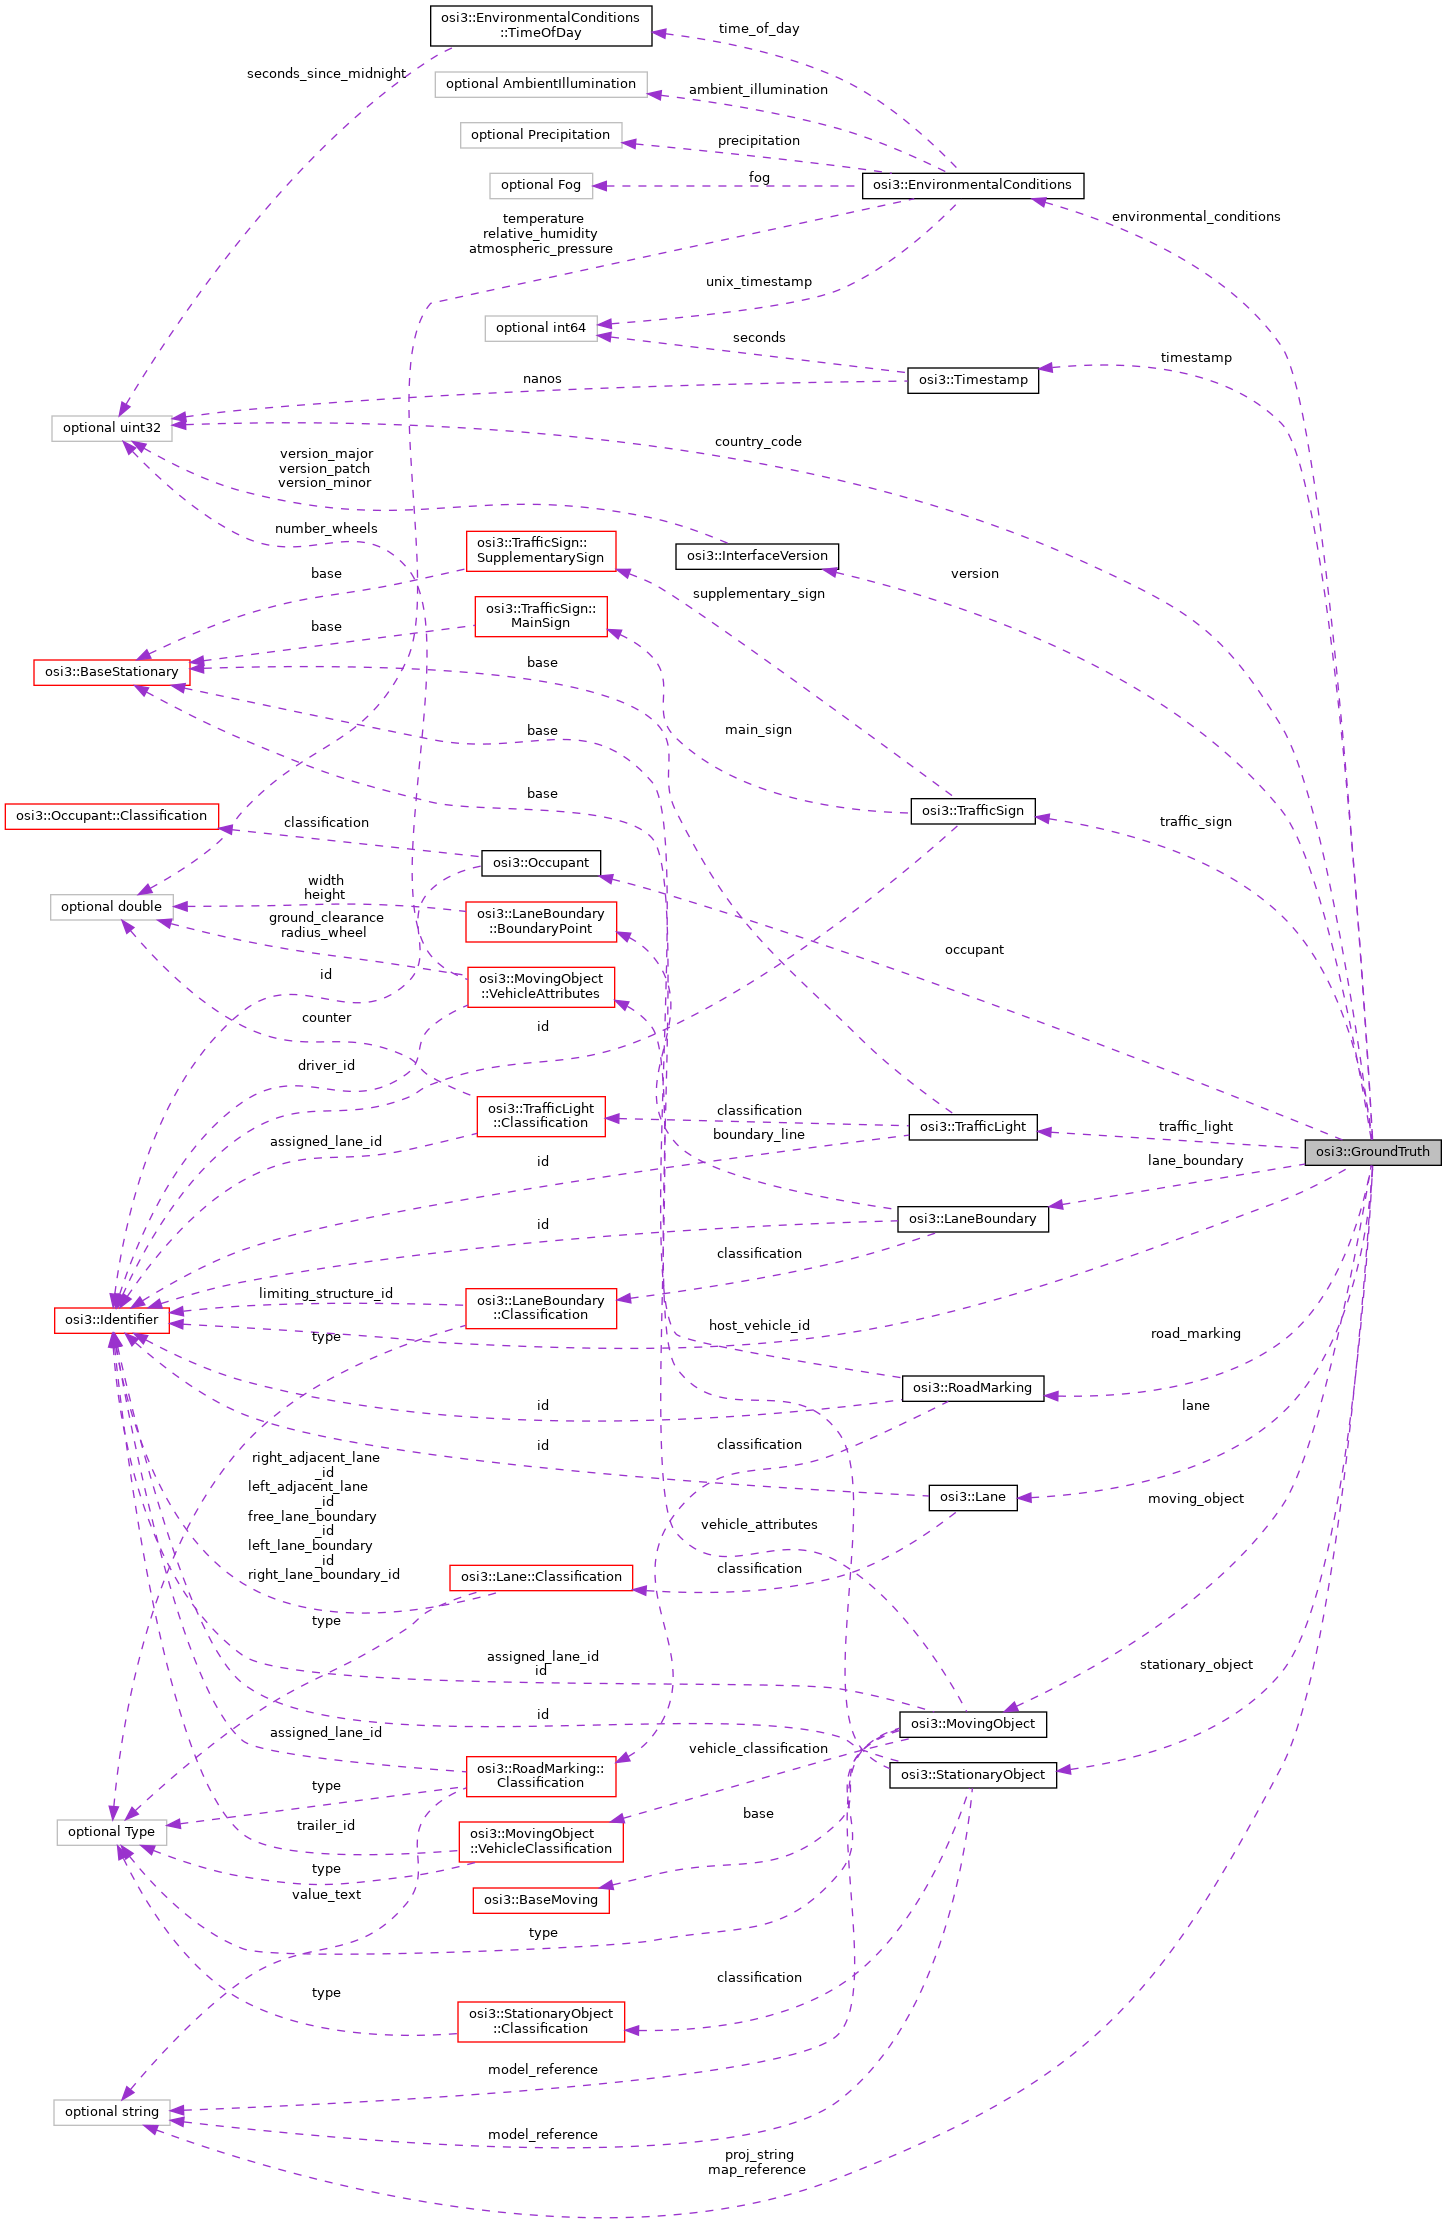 osi3::EnvironmentalConditions
::TimeOfDay
time_of_day
seconds_since_midnight
optional AmbientIllumination
ambient_illumination
optional Precipitation
precipitation
optional Fog
fog
osi3::EnvironmentalConditions
temperature
relative_humidity
atmospheric_pressure
environmental_conditions
unix_timestamp
optional int64
seconds
timestamp
osi3::Timestamp
nanos
optional uint32
country_code
version_major
version_patch
version_minor
number_wheels
osi3::TrafficSign::
SupplementarySign
osi3::InterfaceVersion
version
base
supplementary_sign
osi3::TrafficSign::
MainSign
base
osi3::BaseStationary
base
base
main_sign
base
osi3::Occupant::Classification
classification
osi3::TrafficSign
traffic_sign
osi3::Occupant
width
height
optional double
osi3::LaneBoundary
::BoundaryPoint
ground_clearance
radius_wheel
occupant
id
osi3::MovingObject
::VehicleAttributes
counter
id
driver_id
osi3::TrafficLight
::Classification
classification
osi3::TrafficLight
traffic_light
boundary_line
assigned_lane_id
osi3::GroundTruth
id
lane_boundary
id
osi3::LaneBoundary
classification
limiting_structure_id
osi3::LaneBoundary
::Classification
osi3::Identifier
type
host_vehicle_id
road_marking
osi3::RoadMarking
id
lane
id
classification
right_adjacent_lane
_id
left_adjacent_lane
_id
free_lane_boundary
_id
left_lane_boundary
_id
right_lane_boundary_id
osi3::Lane
moving_object
vehicle_attributes
osi3::Lane::Classification
classification
type
assigned_lane_id
id
stationary_object
id
osi3::MovingObject
assigned_lane_id
vehicle_classification
osi3::RoadMarking::
Classification
osi3::StationaryObject
type
base
optional Type
trailer_id
osi3::MovingObject
::VehicleClassification
type
value_text
osi3::BaseMoving
type
classification
type
osi3::StationaryObject
::Classification
model_reference
optional string
model_reference
proj_string
map_reference